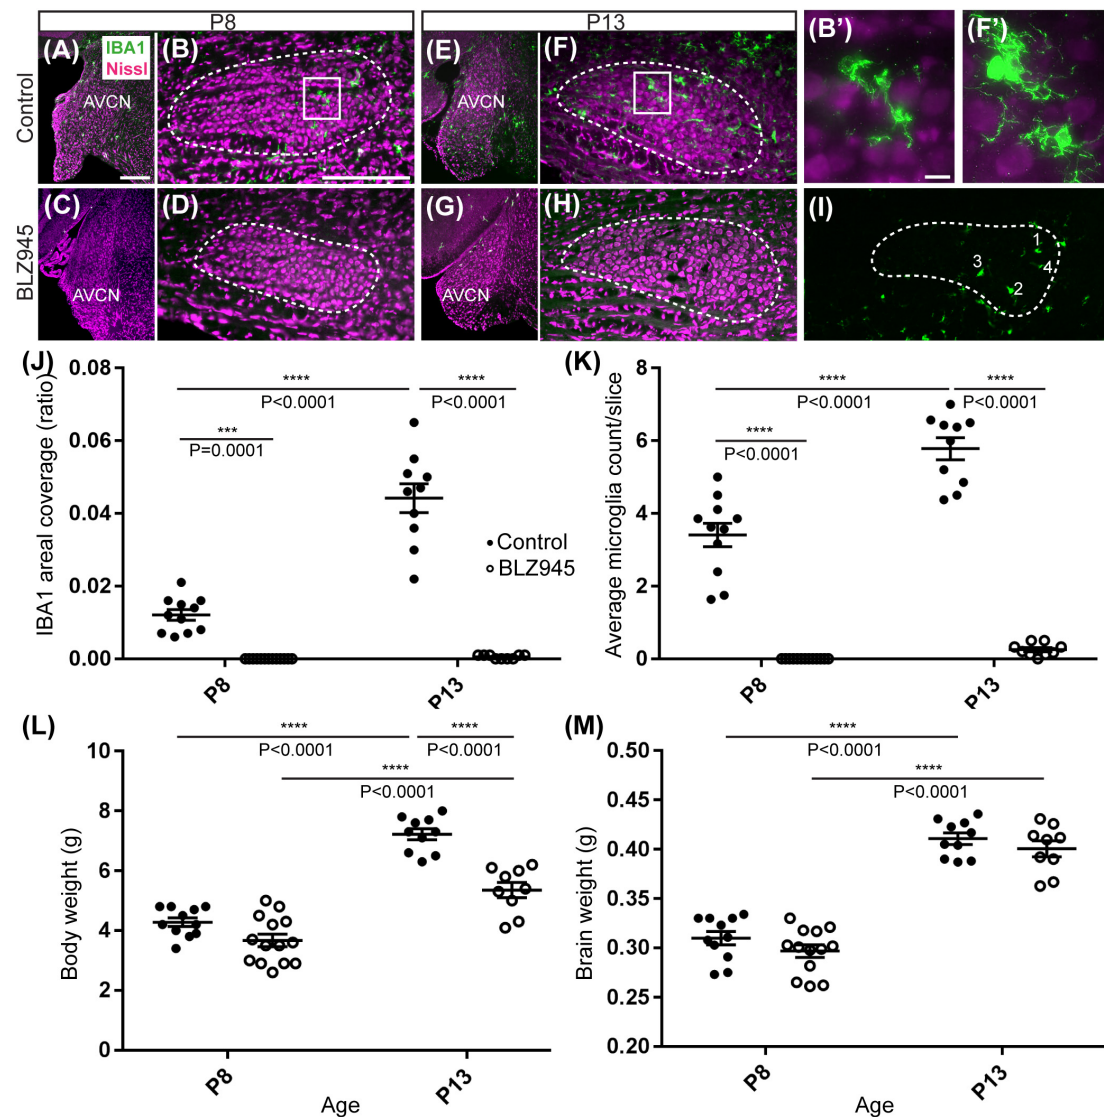 P8
P13
(A)
IBA1
Nissl
AVCN
(B)
(E)
AVCN
(F)
(B’)
(F’)
Control
(C)
AVCN
(D)
(G)
AVCN
(H)
(I)
1
3
4
2
BLZ945
(J)
0.08
0.06
0.04
0.02
0.00
IBA1 areal coverage (ratio)
****
P<0.0001
****
P<0.0001
***
P=0.0001
Control
BLZ945
P8
P13
(K)
8
6
4
2
0
Average microglia count/slice
****
P<0.0001
****
P<0.0001
****
P<0.0001
P8
P13
(L)
10
8
6
4
2
0
Body weight (g)
****
P<0.0001
****
P<0.0001
****
P<0.0001
P8
P13
Age
(M)
0.50
0.45
0.40
0.35
0.30
0.25
0.20
Brain weight (g)
****
P<0.0001
****
P<0.0001
P8
P13
Age